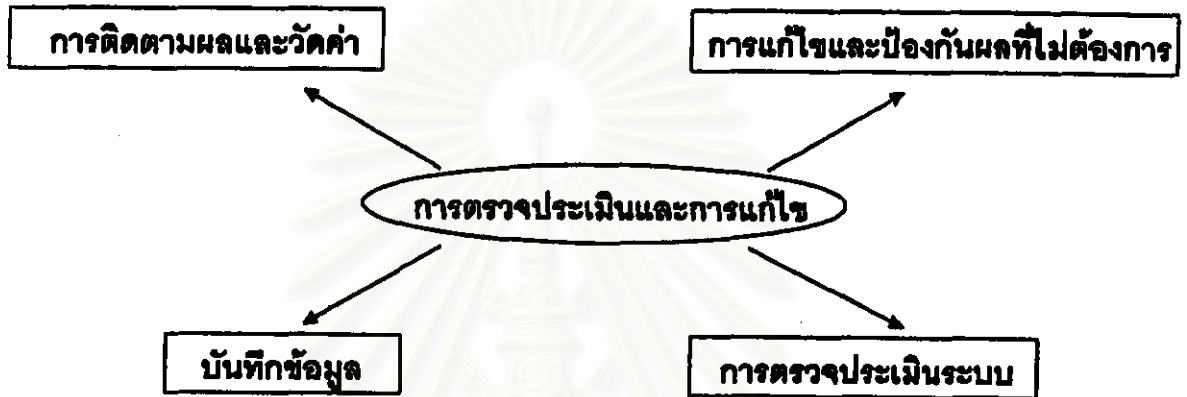 การติดตามผลและวัดค่า
การแก้ไขและป้องกันผลที่ไม่ต้องการ
การตรวจประเมินและการแก้ไข
บันทึกข้อมูล
การตรวจประเมินระบบ